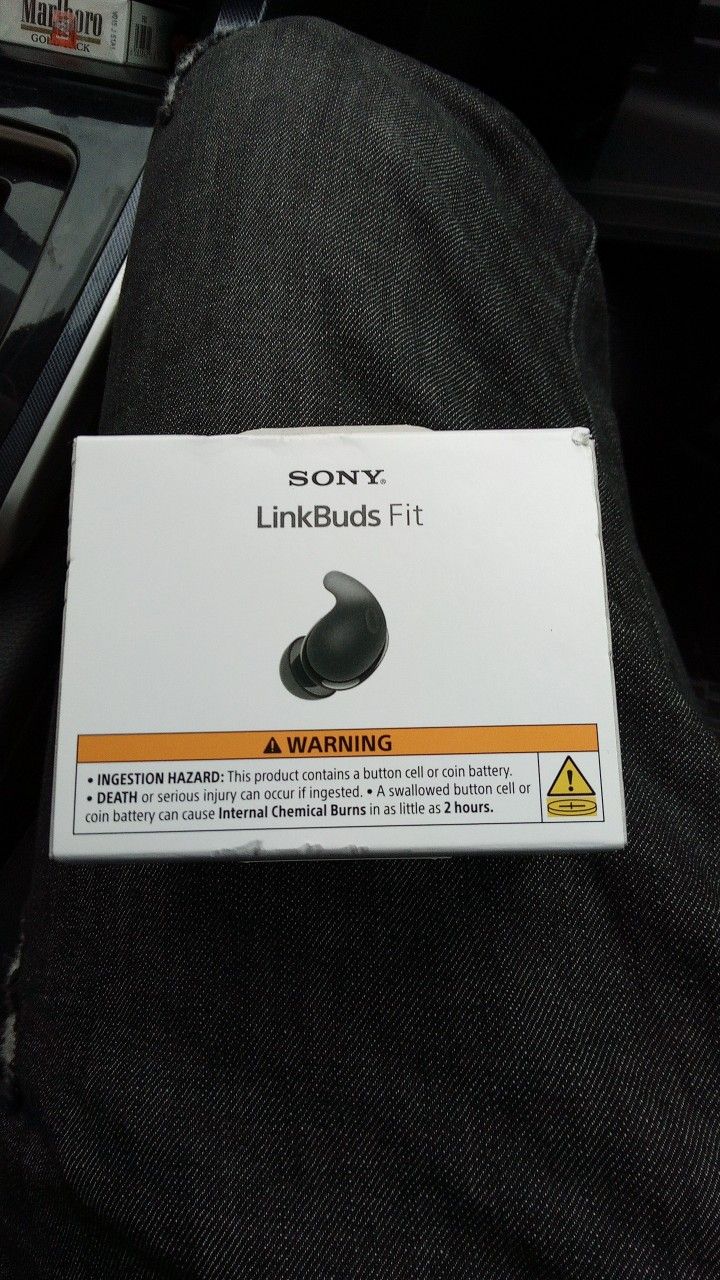 Marlboro
GOLD PACK
SONY®
LinkBuds Fit
⚠ WARNING
• INGESTION HAZARD: This product contains a button cell or coin battery.
• DEATH or serious injury can occur if ingested. • A swallowed button cell or
coin battery can cause Internal Chemical Burns in as little as 2 hours.